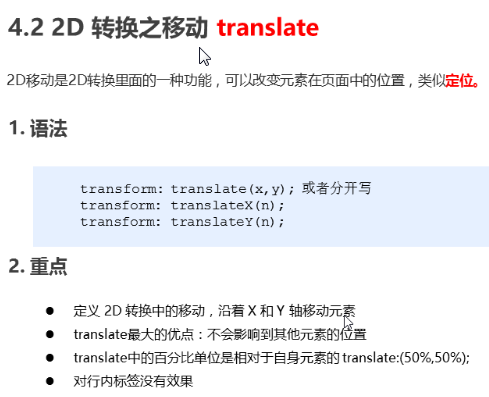 4.2 2D 转换之移动 translate
2D移动是2D转换里面的一种功能，可以改变元素在页面中的位置，类似定位。
1. 语法
transform: translate(x,y); 或者分开写
transform: translateX(n);
transform: translateY(n);
2. 重点
● 定义 2D 转换中的移动，沿着 X 和 Y 轴移动元素
● translate最大的优点：不会影响到其他元素的位置
● translate中的百分比单位是相对于自身元素的 translate:(50%,50%);
● 对行内标签没有效果